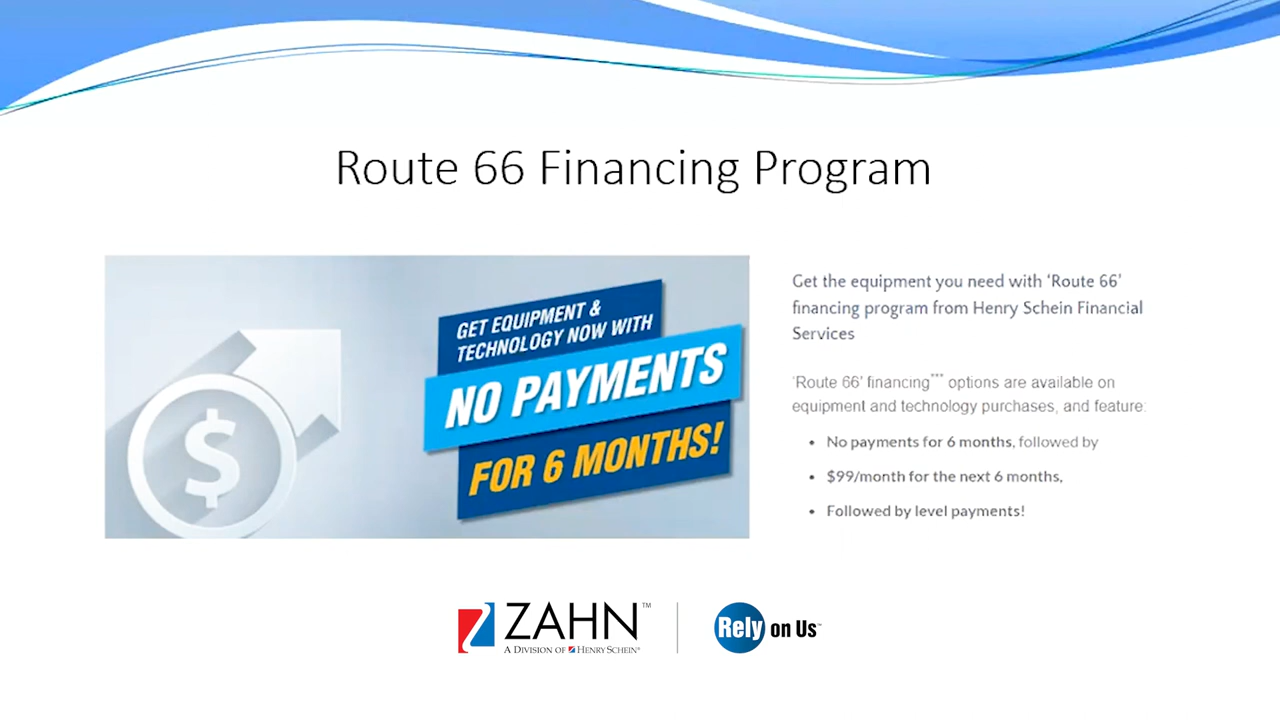 Route 66 Financing Program
$
GET EQUIPMENT &
TECHNOLOGY NOW WITH
NO PAYMENTS
FOR 6 MONTHS!
Get the equipment you need with ‘Route 66’
financing program from Henry Schein Financial
Services
‘Route 66’ financing*** options are available on
equipment and technology purchases, and feature:
• No payments for 6 months, followed by
• $99/month for the next 6 months,
• Followed by level payments!
ZAHN™
A DIVISION OF HENRY SCHEIN®
Rely on Us™